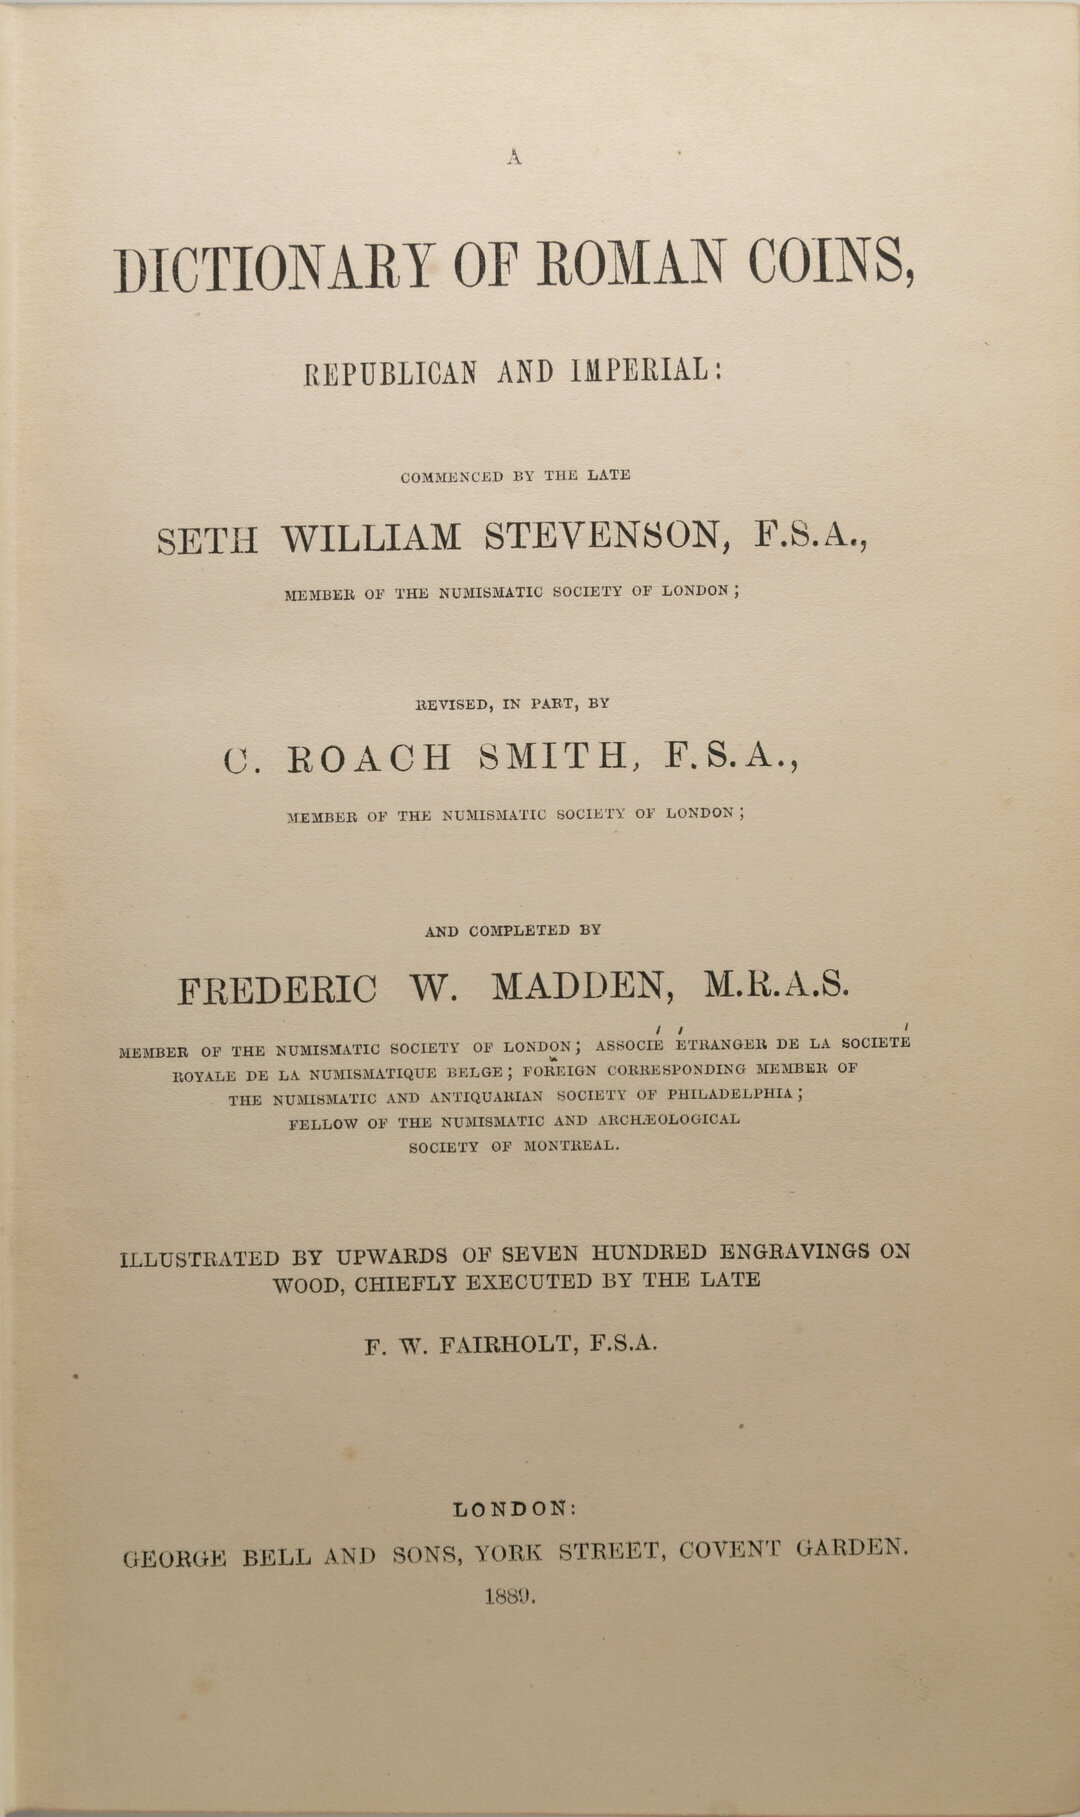 A
DICTIONARY OF ROMAN COINS,
REPUBLICAN AND IMPERIAL:
COMMENCED BY THE LATE
SETH WILLIAM STEVENSON, F.S.A.,
MEMBER OF THE NUMISMATIC SOCIETY OF LONDON;
REVISED, IN PART, BY
C. ROACH SMITH, F.S.A.,
MEMBER OF THE NUMISMATIC SOCIETY OF LONDON;
AND COMPLETED BY
FREDERIC W. MADDEN, M.R.A.S.
MEMBER OF THE NUMISMATIC SOCIETY OF LONDON; ASSOCIÉ ÉTRANGER DE LA SOCIETÉ
ROYALE DE LA NUMISMATIQUE BELGE; FOREIGN CORRESPONDING MEMBER OF
THE NUMISMATIC AND ANTIQUARIAN SOCIETY OF PHILADELPHIA;
FELLOW OF THE NUMISMATIC AND ARCHÆOLOGICAL
SOCIETY OF MONTREAL.
ILLUSTRATED BY UPWARDS OF SEVEN HUNDRED ENGRAVINGS ON
WOOD, CHIEFLY EXECUTED BY THE LATE
F. W. FAIRHOLT, F.S.A.
LONDON:
GEORGE BELL AND SONS, YORK STREET, COVENT GARDEN.
1889.